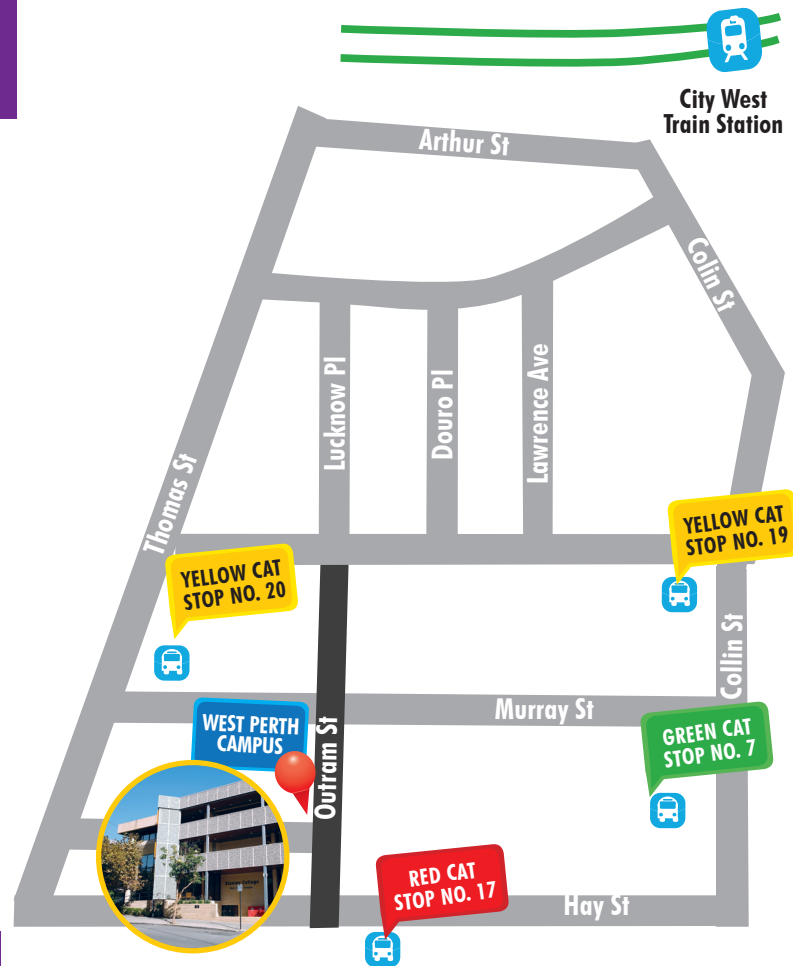 City West
Train Station
Arthur St
Colin St
Lucknow Pl
Douro Pl
Lawrence Ave
Thomas St
YELLOW CAT
STOP NO. 19
YELLOW CAT
STOP NO. 20
Collin St
Murray St
WEST PERTH
CAMPUS
Outram St
GREEN CAT
STOP NO. 7
RED CAT
STOP NO. 17
Hay St